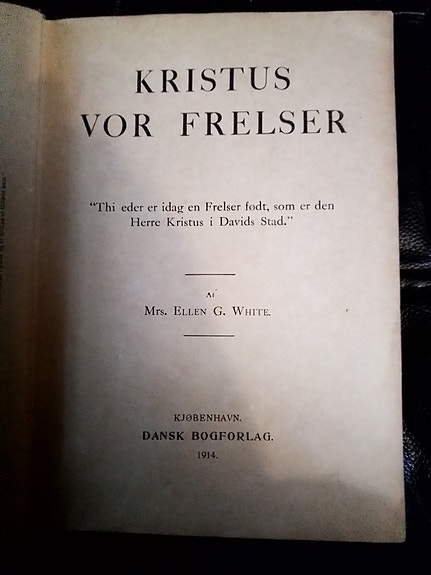 KRISTUS
VOR FRELSER
"Thi eder er idag en Frelser født, som er den
Herre Kristus i Davids Stad."
AF
MRS. ELLEN G. WHITE.
KJØBENHAVN.
DANSK BOGFORLAG.
1914.